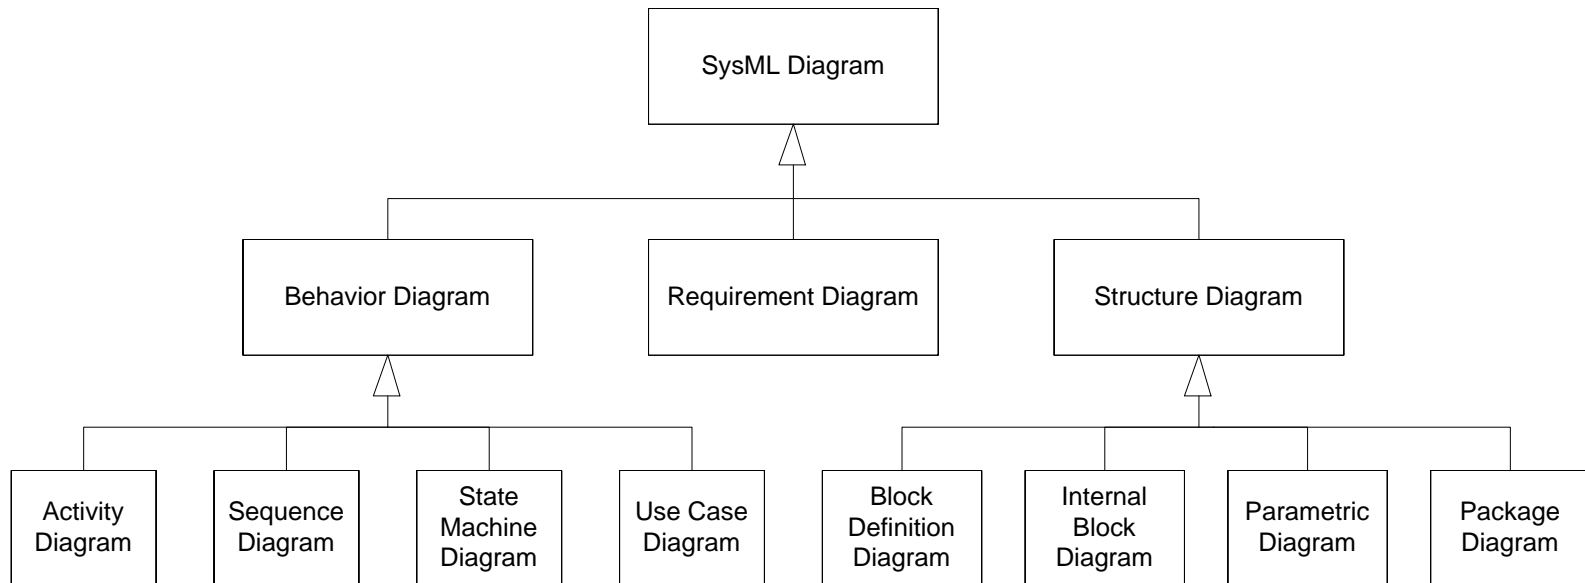 SysML Diagram
Behavior Diagram
Requirement Diagram
Structure Diagram
Activity
Diagram
Sequence
Diagram
State
Machine
Diagram
Use Case
Diagram
Block
Definition
Diagram
Internal
Block
Diagram
Parametric
Diagram
Package
Diagram